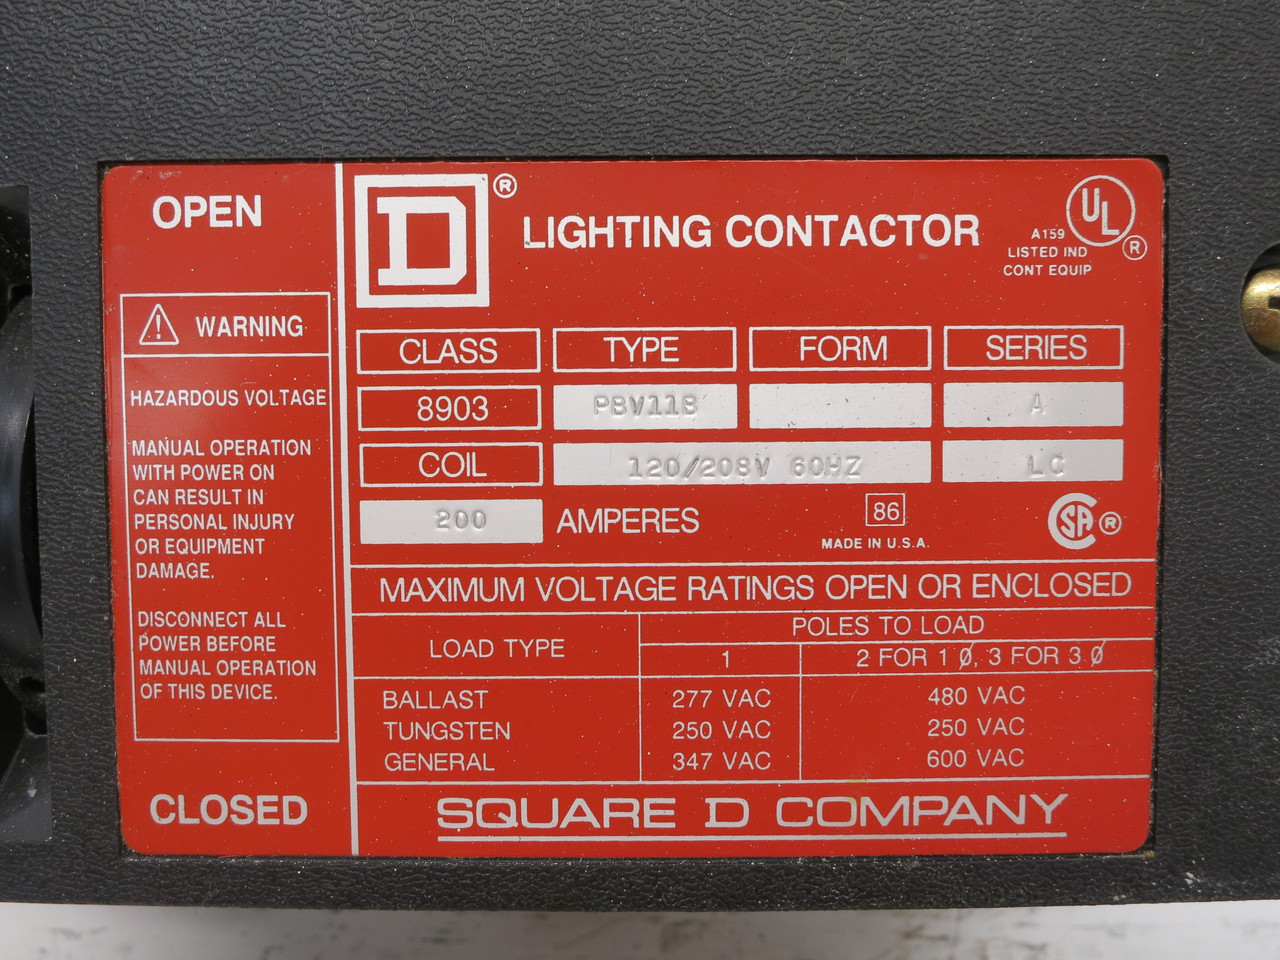 OPEN
WARNING
HAZARDOUS VOLTAGE
MANUAL OPERATION
WITH POWER ON
CAN RESULT IN
PERSONAL INJURY
OR EQUIPMENT
DAMAGE.
DISCONNECT ALL
POWER BEFORE
MANUAL OPERATION
OF THIS DEVICE.
CLOSED
D ®
LIGHTING CONTACTOR
UL ®
A159
LISTED IND
CONT EQUIP
CLASS TYPE FORM SERIES
8903 PBV11B A
COIL 120/208V 60HZ LC
200 AMPERES 86 SA ®
MADE IN U.S.A.
MAXIMUM VOLTAGE RATINGS OPEN OR ENCLOSED
LOAD TYPE POLES TO LOAD
1 2 FOR 1 Ø, 3 FOR 3 Ø
BALLAST 277 VAC 480 VAC
TUNGSTEN 250 VAC 250 VAC
GENERAL 347 VAC 600 VAC
SQUARE D COMPANY